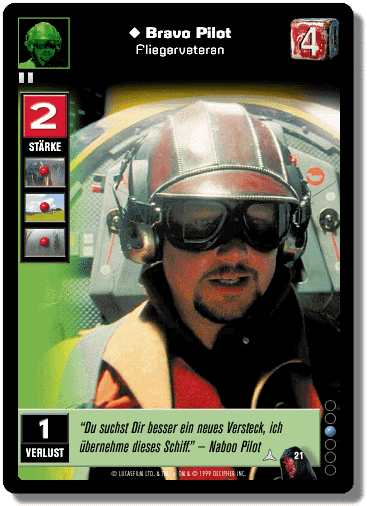 Bravo Pilot
Fliegerveteran
4
2
STÄRKE
1
VERLUST
"Du suchst Dir besser ein neues Versteck, ich
übernehme dieses Schiff." – Naboo Pilot
21
© LUCASFILM LTD. & TM & © 1999 DECIPHER INC.